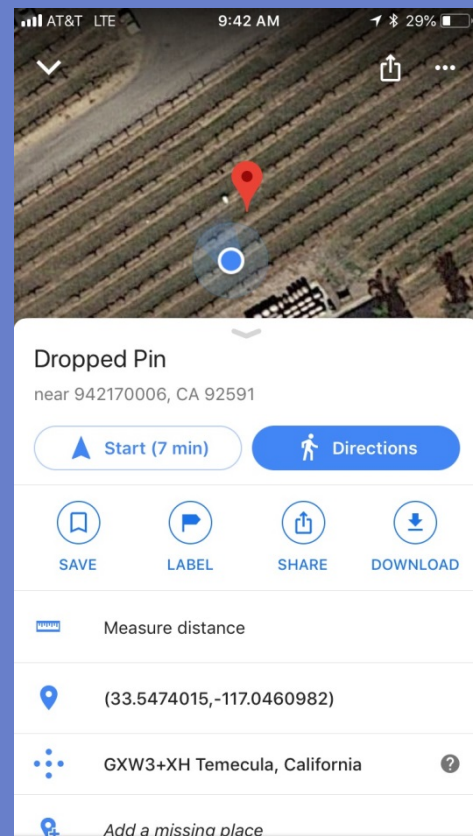 AT&T LTE 9:42 AM 29%
Dropped Pin
near 942170006, CA 92591
Start (7 min)
Directions
SAVE LABEL SHARE DOWNLOAD
Measure distance
(33.5474015,-117.0460982)
GXW3+XH Temecula, California ?
Add a missing place